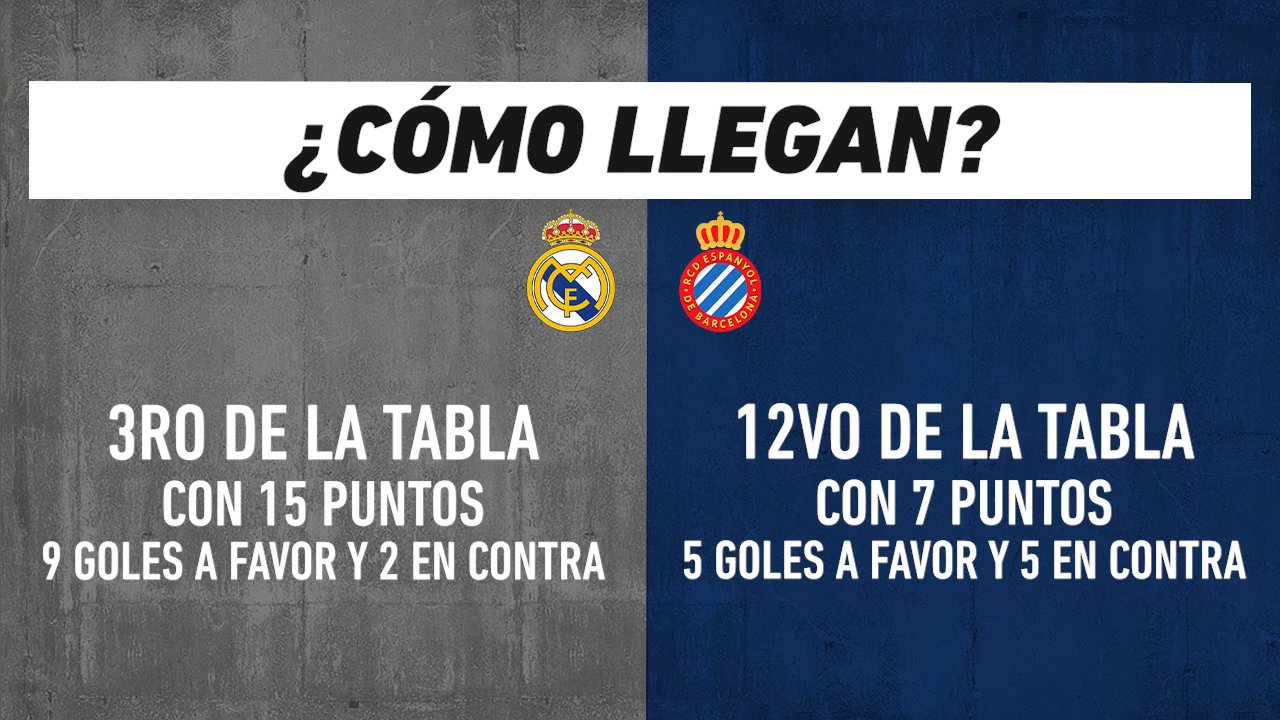 ¿CÓMO LLEGAN?
RCD ESPANYOL
DE BARCELONA
3RO DE LA TABLA
CON 15 PUNTOS
9 GOLES A FAVOR Y 2 EN CONTRA
12VO DE LA TABLA
CON 7 PUNTOS
5 GOLES A FAVOR Y 5 EN CONTRA